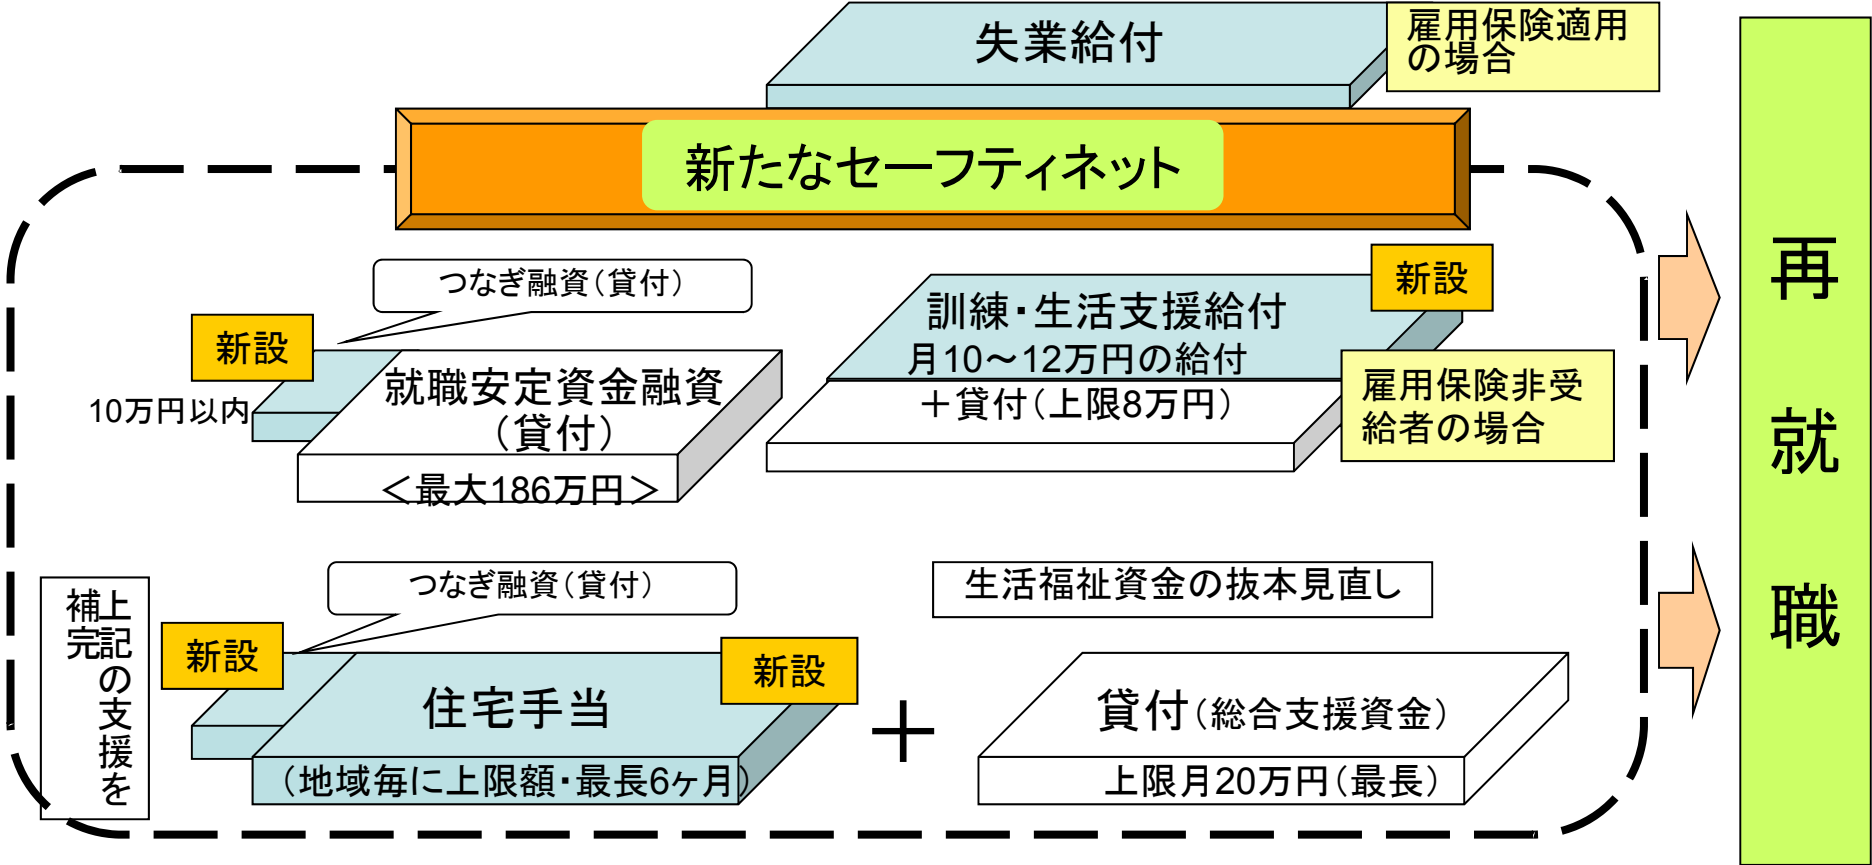 失業給付
雇用保険適用
の場合
新たなセーフティネット
つなぎ融資（貸付）
新設
10万円以内
就職安定資金融資
（貸付）
＜最大186万円＞
新設
訓練・生活支援給付
月10～12万円の給付
＋貸付（上限8万円）
雇用保険非受
給者の場合
上記の支援を
補完
つなぎ融資（貸付）
新設
新設
住宅手当
（地域毎に上限額・最長6ヶ月）
＋
生活福祉資金の抜本見直し
貸付（総合支援資金）
上限月20万円（最長）
再就職